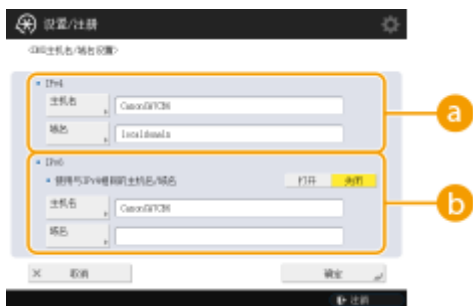 设置/注册
<DNS主机名/域名设置>
IPv4
主机名
域名
localdomain
a
IPv6
使用与IPv4相同的主机名/域名
打开 关闭
主机名
域名
b
取消 确定
注销